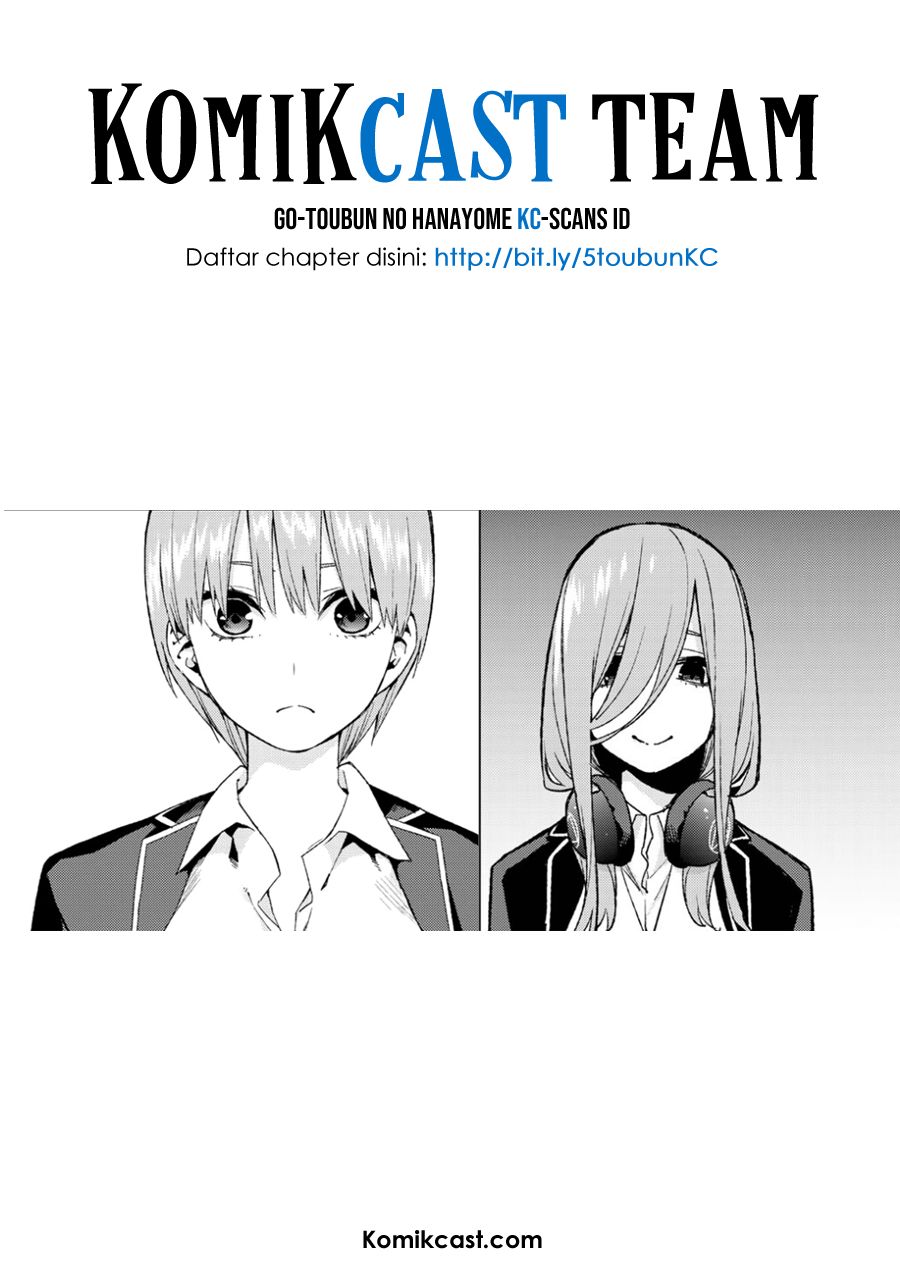 KOMIKCAST TEAM
GO-TOUBUN NO HANAYOME KC-SCANS ID
Daftar chapter disini: http://bit.ly/5toubunKC
Komikcast.com